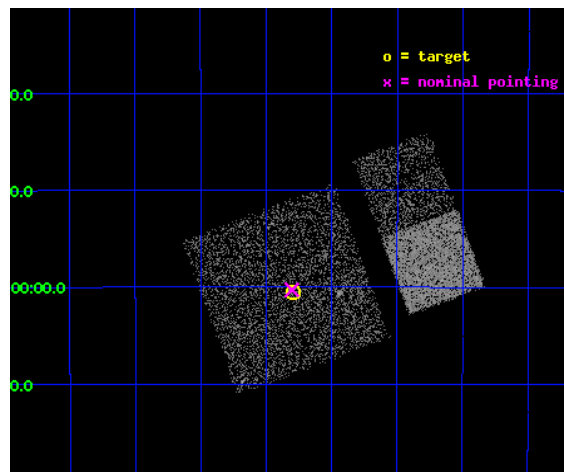 o = target
x = nominal pointing
0.0
0.0
00:00.0
0.0